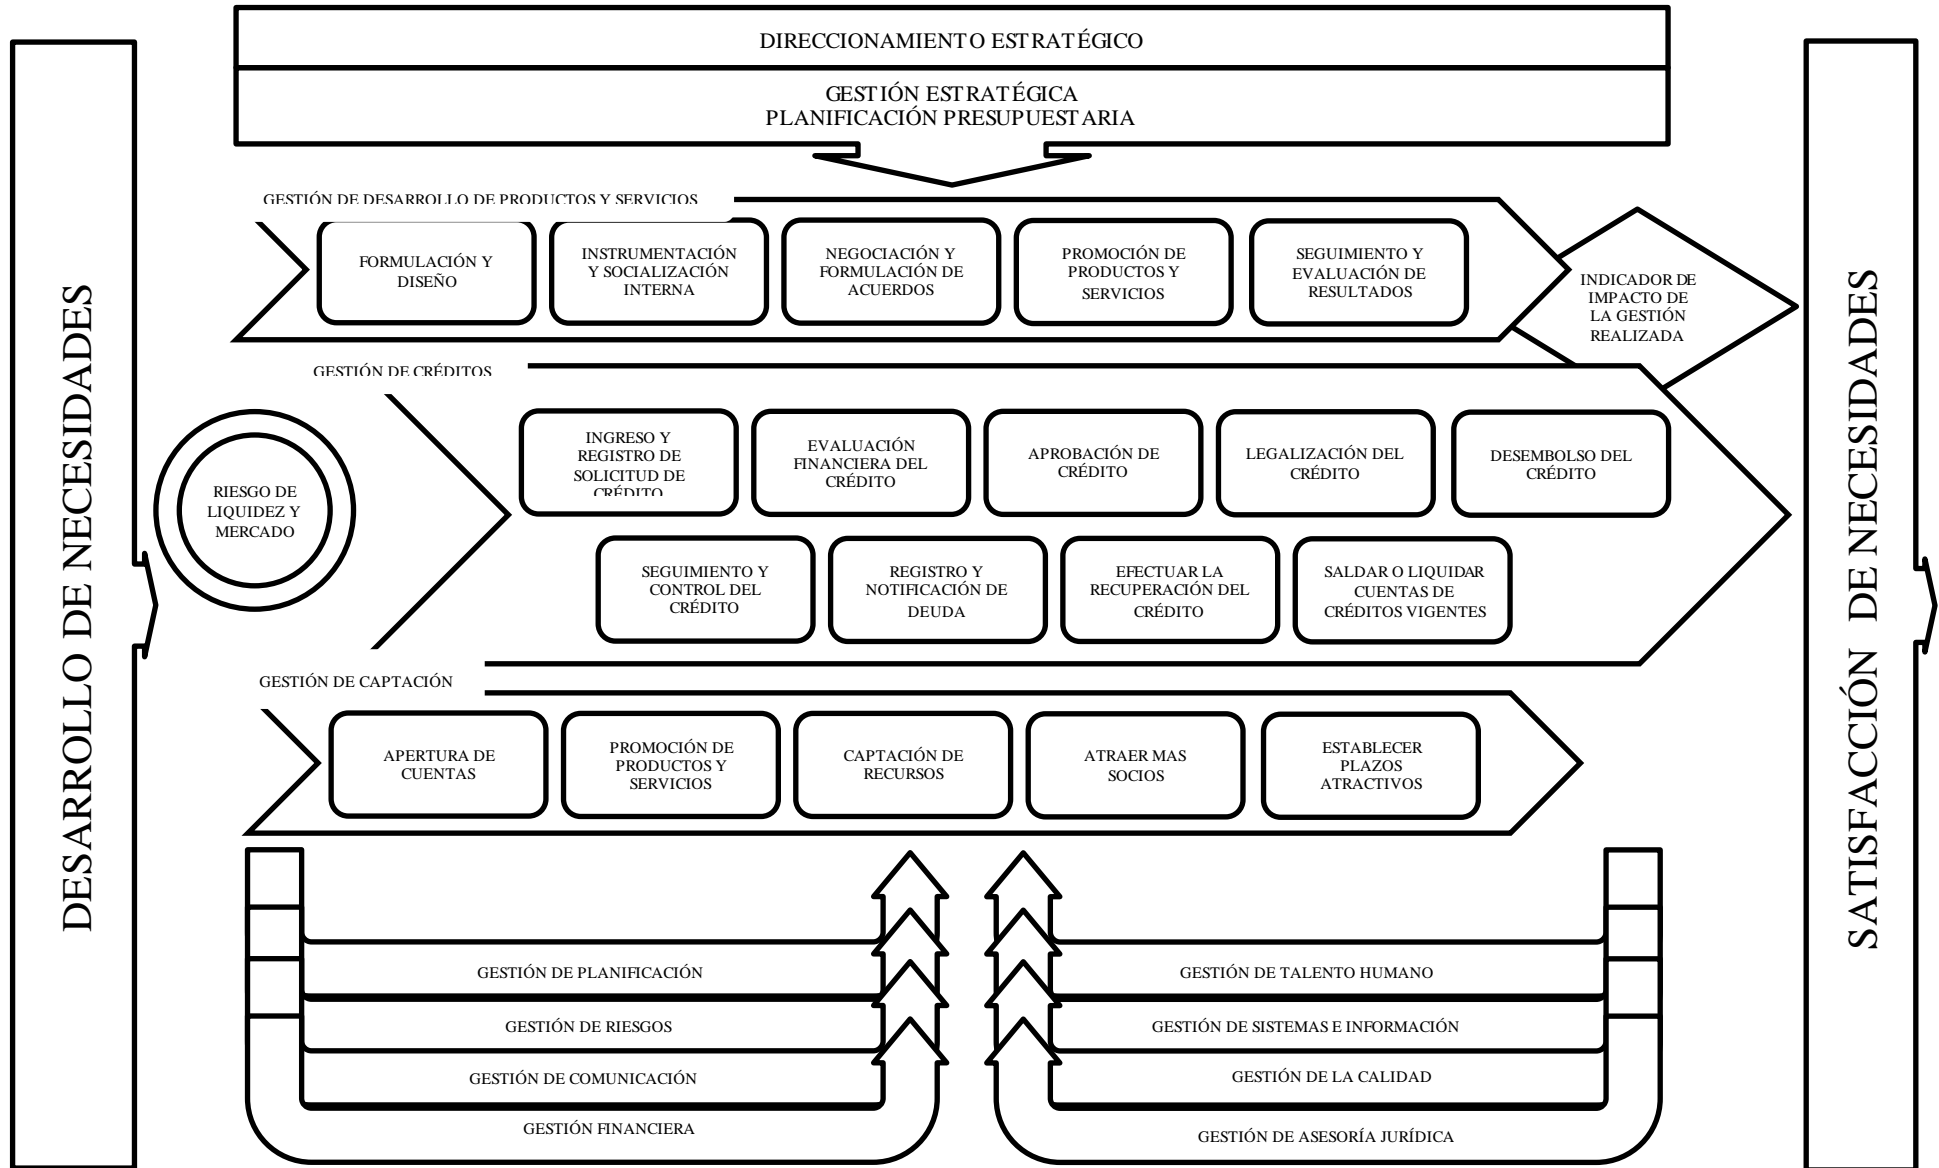 DIRECCIONAMIENTO ESTRATÉGICO
GESTIÓN ESTRATÉGICA
PLANIFICACIÓN PRESUPUESTARIA
DESARROLLO DE NECESIDADES
GESTIÓN DE DESARROLLO DE PRODUCTOS Y SERVICIOS
FORMULACIÓN Y
DISEÑO
INSTRUMENTACIÓN
Y SOCIALIZACIÓN
INTERNA
NEGOCIACIÓN Y
FORMULACIÓN DE
ACUERDOS
PROMOCIÓN DE
PRODUCTOS Y
SERVICIOS
SEGUIMIENTO Y
EVALUACIÓN DE
RESULTADOS
INDICADOR DE
IMPACTO DE
LA GESTIÓN
REALIZADA
GESTIÓN DE CRÉDITOS
RIESGO DE
LIQUIDEZ Y
MERCADO
INGRESO Y
REGISTRO DE
SOLICITUD DE
CRÉDITO
EVALUACIÓN
FINANCIERA DEL
CRÉDITO
APROBACIÓN DE
CRÉDITO
LEGALIZACIÓN DEL
CRÉDITO
DESEMBOLSO DEL
CRÉDITO
SEGUIMIENTO Y
CONTROL DEL
CRÉDITO
REGISTRO Y
NOTIFICACIÓN DE
DEUDA
EFECTUAR LA
RECUPERACIÓN DEL
CRÉDITO
SALDAR O LIQUIDAR
CUENTAS DE
CRÉDITOS VIGENTES
GESTIÓN DE CAPTACIÓN
APERTURA DE
CUENTAS
PROMOCIÓN DE
PRODUCTOS Y
SERVICIOS
CAPTACIÓN DE
RECURSOS
ATRAER MAS
SOCIOS
ESTABLECER
PLAZOS
ATRACTIVOS
GESTIÓN DE PLANIFICACIÓN
GESTIÓN DE RIESGOS
GESTIÓN DE COMUNICACIÓN
GESTIÓN FINANCIERA
GESTIÓN DE TALENTO HUMANO
GESTIÓN DE SISTEMAS E INFORMACIÓN
GESTIÓN DE LA CALIDAD
GESTIÓN DE ASESORÍA JURÍDICA
SATISFACCIÓN DE NECESIDADES